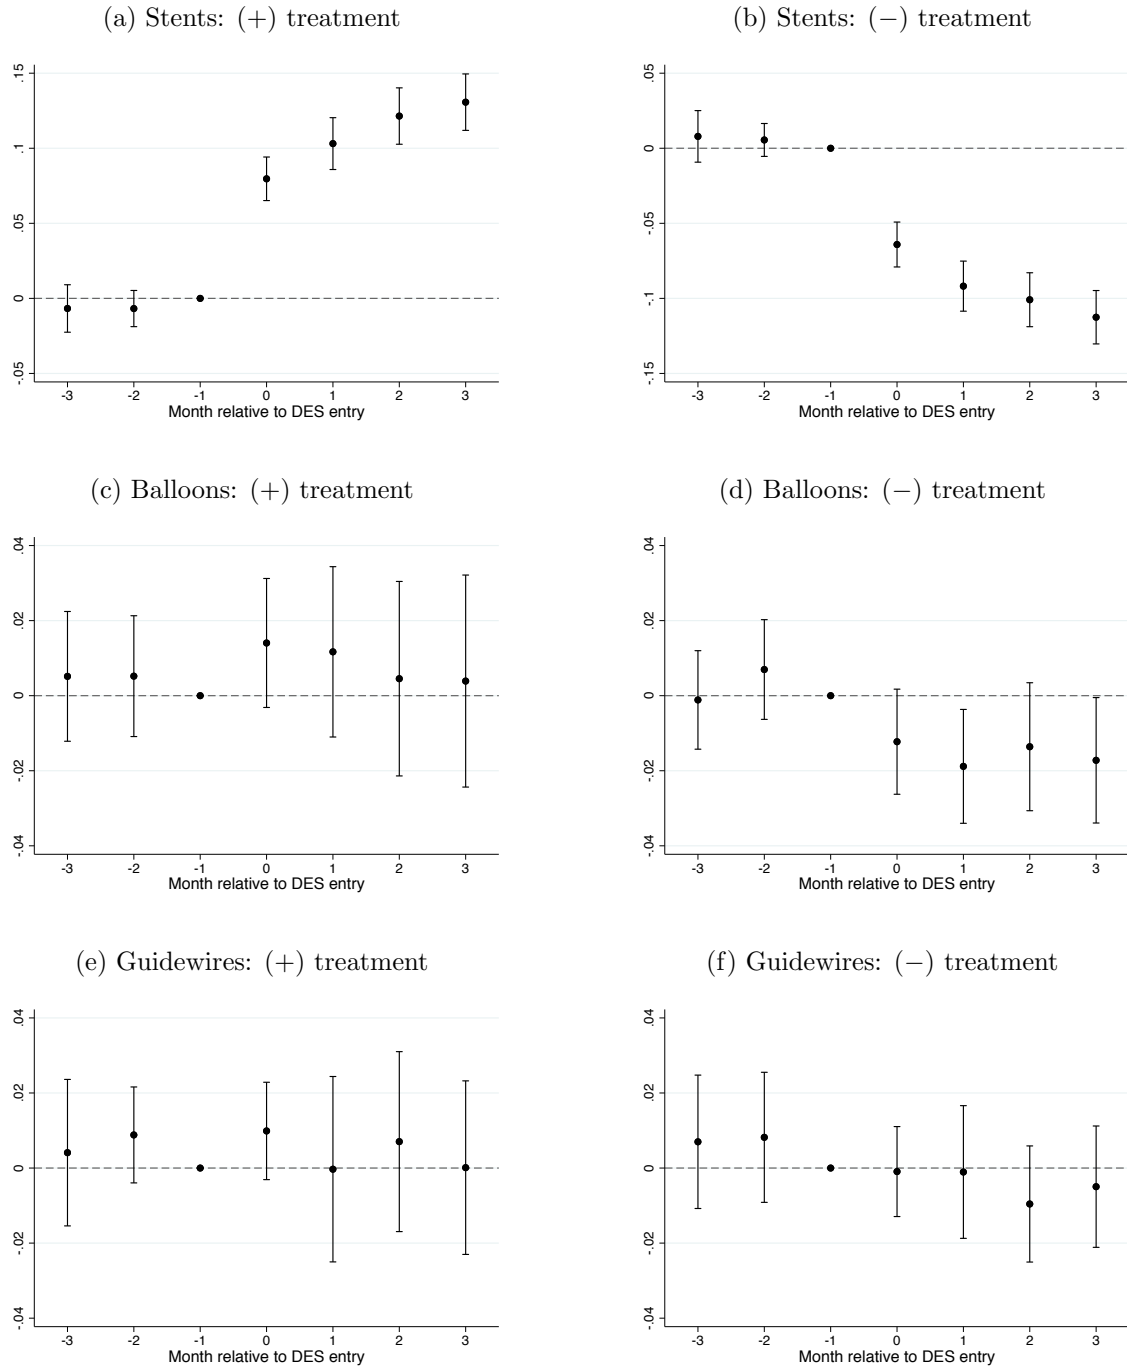 (a) Stents: (+) treatment
.15
.1
.05
0
-.05
-3 -2 -1 0 1 2 3
Month relative to DES entry
(b) Stents: (−) treatment
.05
0
-.05
-.1
-.15
-3 -2 -1 0 1 2 3
Month relative to DES entry
(c) Balloons: (+) treatment
.04
.02
0
-.02
-.04
-3 -2 -1 0 1 2 3
Month relative to DES entry
(d) Balloons: (−) treatment
.04
.02
0
-.02
-.04
-3 -2 -1 0 1 2 3
Month relative to DES entry
(e) Guidewires: (+) treatment
.04
.02
0
-.02
-.04
-3 -2 -1 0 1 2 3
Month relative to DES entry
(f) Guidewires: (−) treatment
.04
.02
0
-.02
-.04
-3 -2 -1 0 1 2 3
Month relative to DES entry